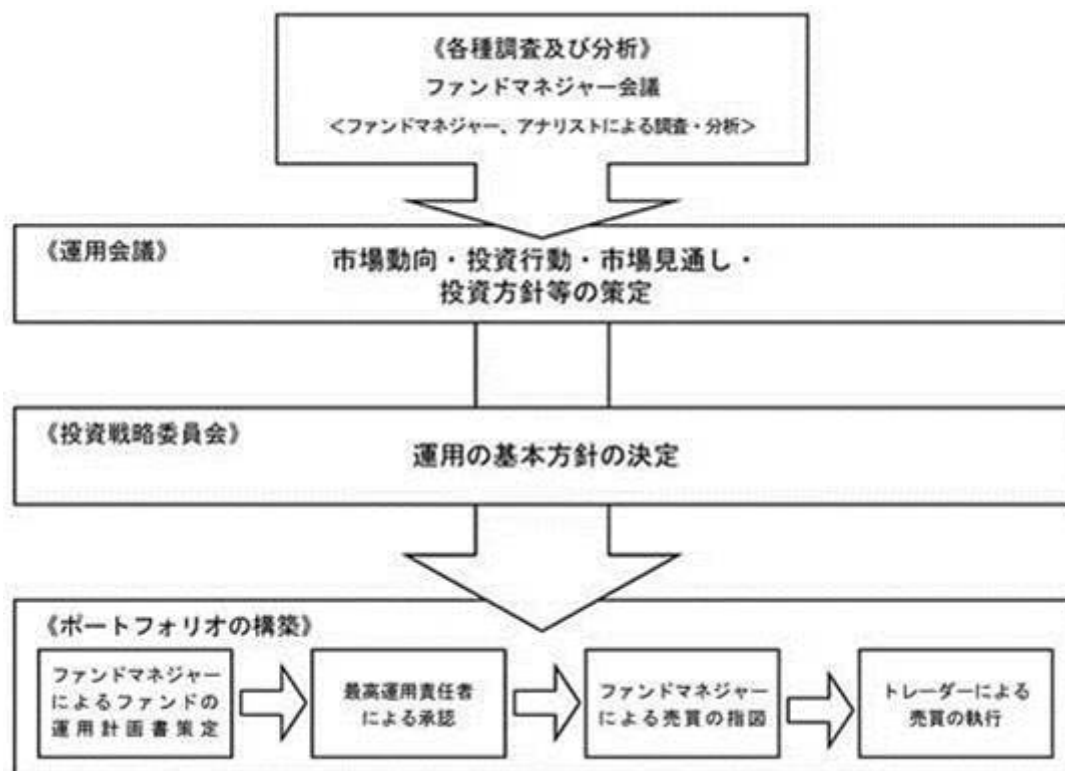 《各種調査及び分析》
ファンドマネジャー会議
＜ファンドマネジャー、アナリストによる調査・分析＞
《運用会議》
市場動向・投資行動・市場見通し・
投資方針等の策定
《投資戦略委員会》
運用の基本方針の決定
《ポートフォリオの構築》
ファンドマネジャー
によるファンドの
運用計画書策定
最高運用責任者
による承認
ファンドマネジャー
による売買の指図
トレーダーによる
売買の執行